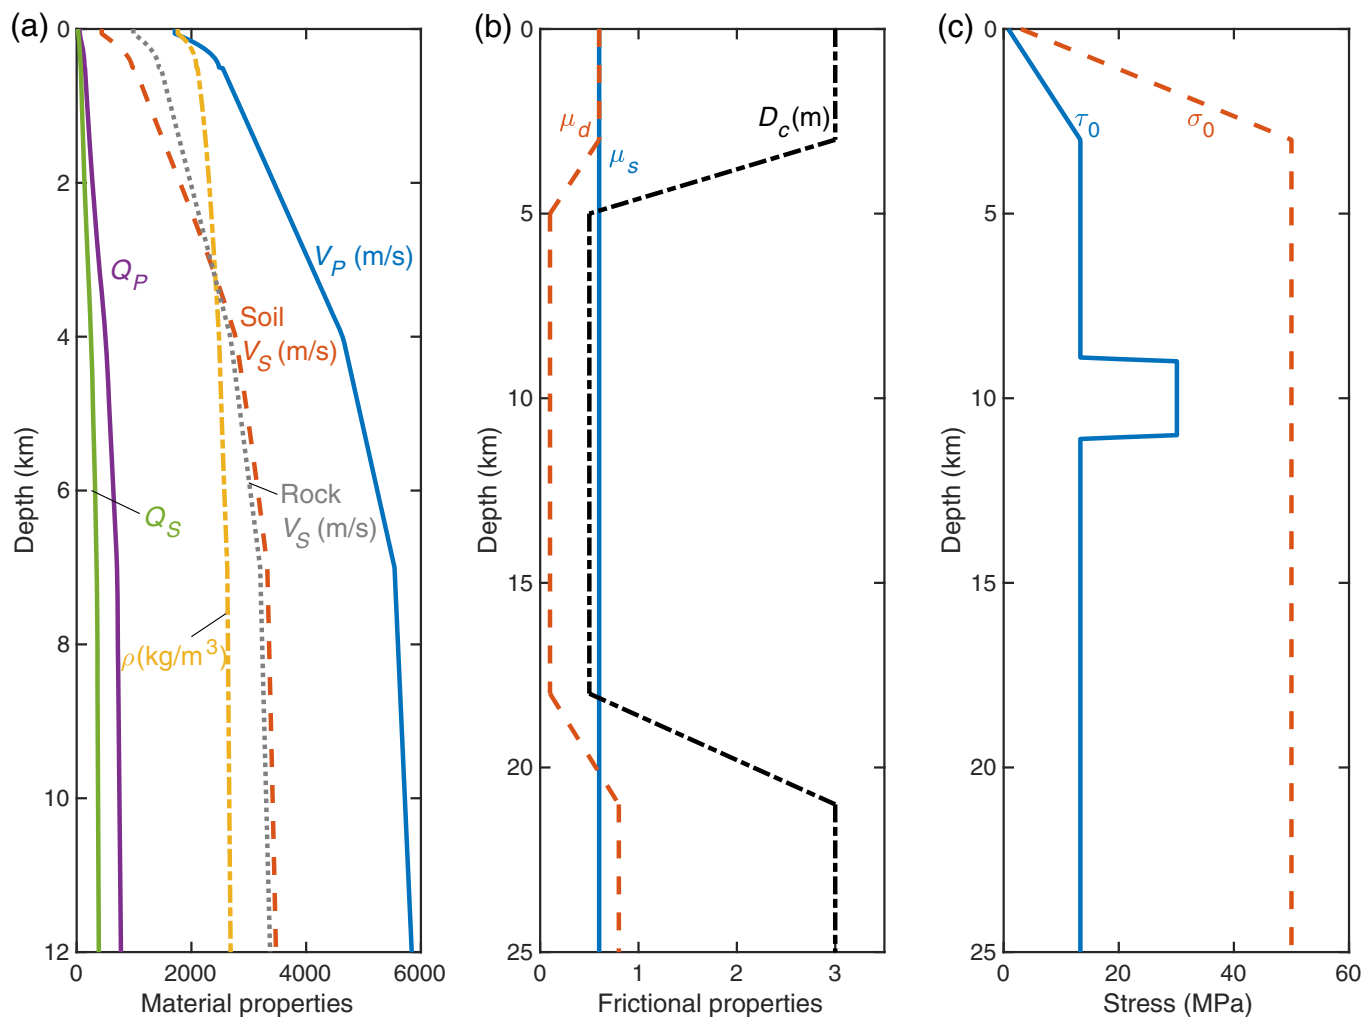 (a)
0
2
4
6
8
10
12
Depth (km)
0
2000
4000
6000
Material properties
Q_P
Q_S
V_P (m/s)
Soil
V_S (m/s)
Rock
V_S (m/s)
ρ(kg/m³)
(b)
0
5
10
15
20
25
Depth (km)
0
1
2
3
Frictional properties
μ_d
μ_s
D_c(m)
(c)
0
5
10
15
20
25
Depth (km)
0
20
40
60
Stress (MPa)
τ_0
σ_0